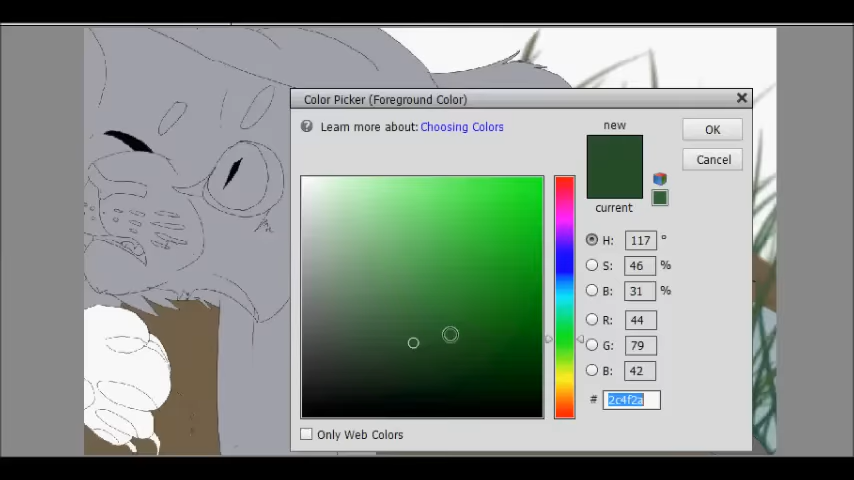 Color Picker (Foreground Color)
Learn more about: Choosing Colors
new
current
OK
Cancel
H: 117 °
S: 46 %
B: 31 %
R: 44
G: 79
B: 42
# 2c4f2a
Only Web Colors